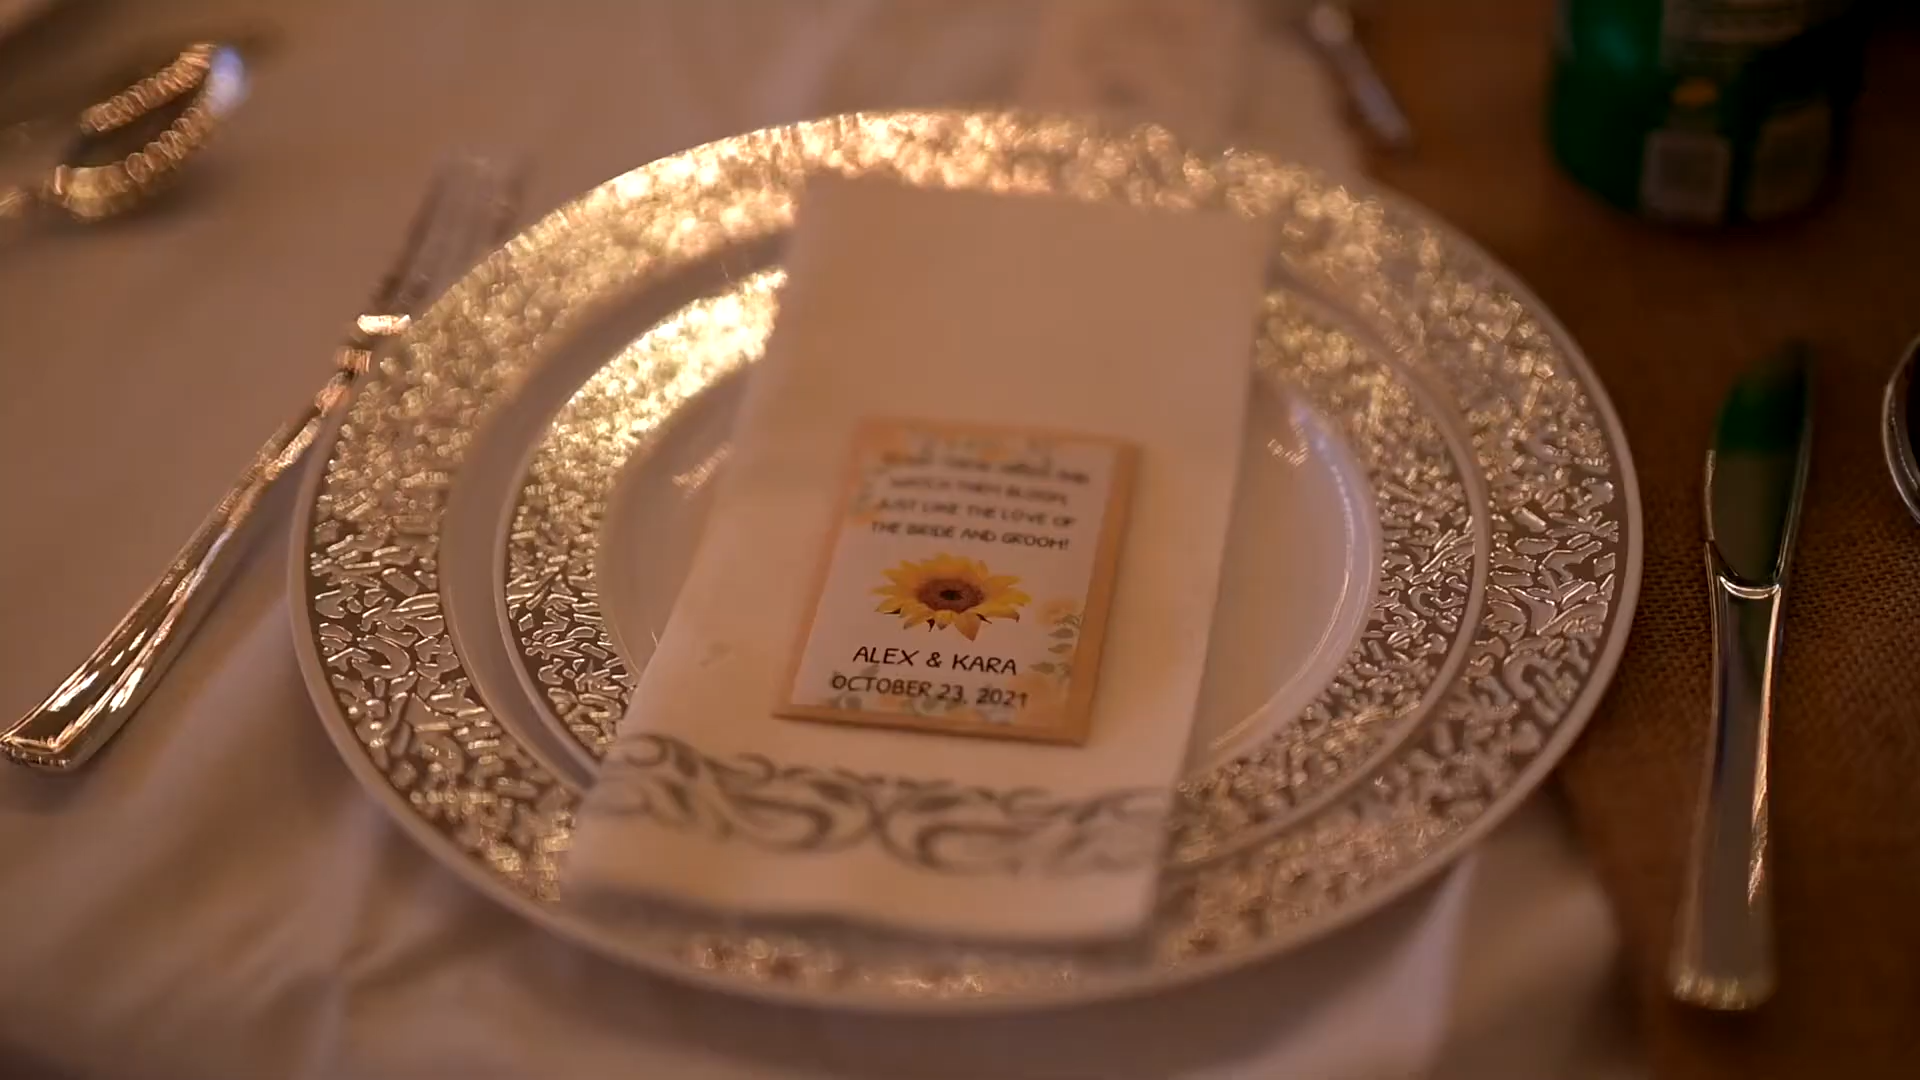 WATCH THEM BLOOM,
JUST LIKE THE LOVE OF
THE BRIDE AND GROOM!
ALEX & KARA
OCTOBER 23, 2021